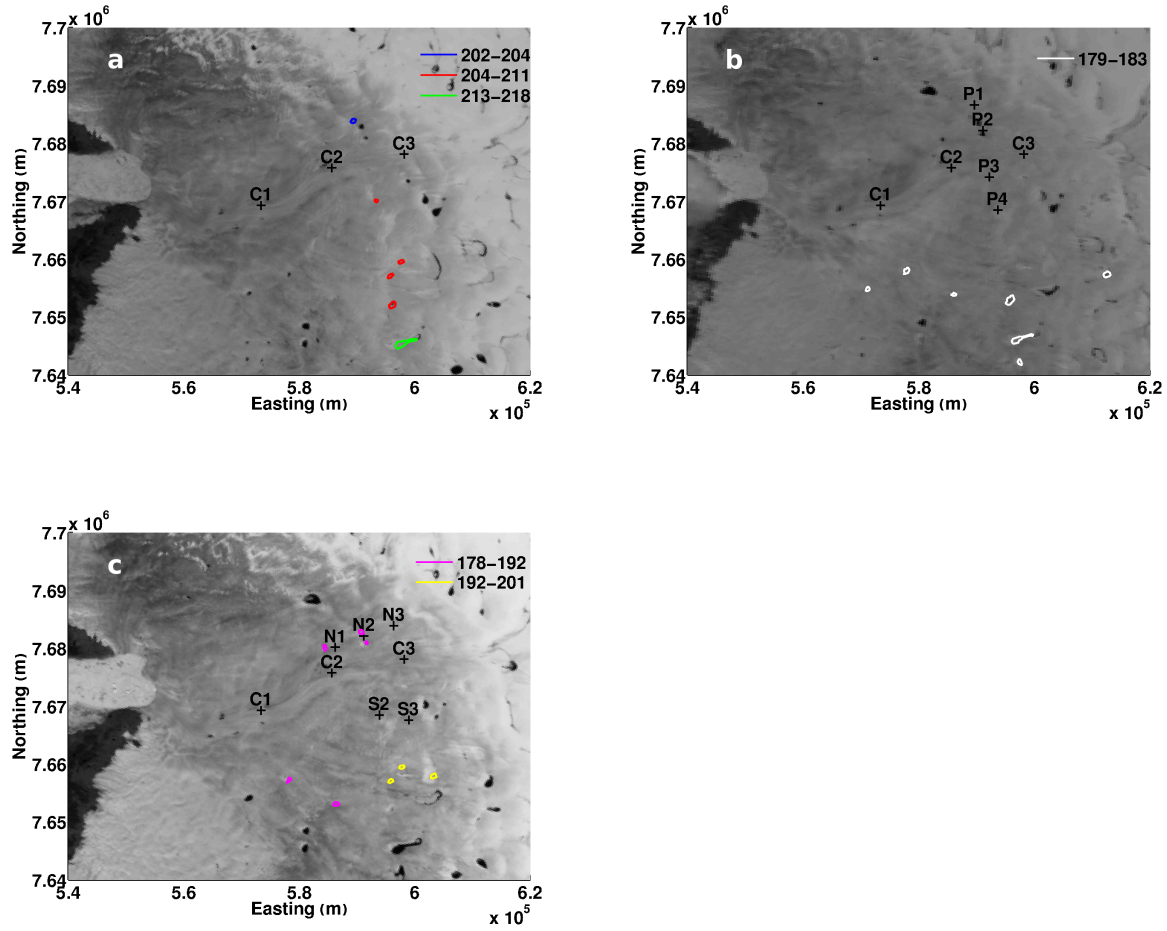 x 10^6
7.7
7.69
7.68
7.67
7.66
7.65
7.64
Northing (m)
a
202−204
204−211
213−218
C1
C2
C3
5.4
5.6
5.8
6
6.2
Easting (m)
x 10^5
x 10^6
7.7
7.69
7.68
7.67
7.66
7.65
7.64
Northing (m)
b
179−183
P1
P2
C3
C2
P3
C1
P4
5.4
5.6
5.8
6
6.2
Easting (m)
x 10^5
x 10^6
7.7
7.69
7.68
7.67
7.66
7.65
7.64
Northing (m)
c
178−192
192−201
N3
N2
N1
C3
C2
C1
S2
S3
5.4
5.6
5.8
6
6.2
Easting (m)
x 10^5